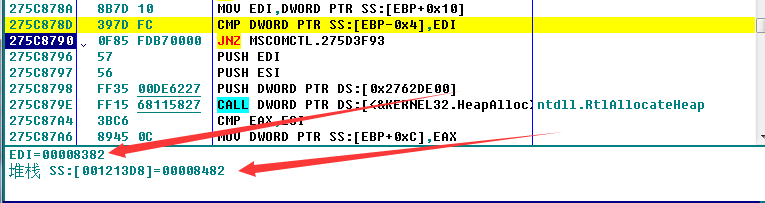 275C878A 8B7D 10 MOV EDI,DWORD PTR SS:[EBP+0x10]
275C878D 397D FC CMP DWORD PTR SS:[EBP-0x4],EDI
275C8790 0F85 FDB70000 JNZ MSCOMCTL.275D3F93
275C8796 57 PUSH EDI
275C8797 56 PUSH ESI
275C8798 FF35 00DE6227 PUSH DWORD PTR DS:[0x2762DE00]
275C879E FF15 68115827 CALL DWORD PTR DS:[<&KERNEL32.HeapAlloc ntdll.RtlAllocateHeap
275C87A4 3BC6 CMP EAX,ESI
275C87A6 8945 0C MOV DWORD PTR SS:[EBP+0xC],EAX
EDI=00008382
堆栈 SS:[001213D8]=00008482